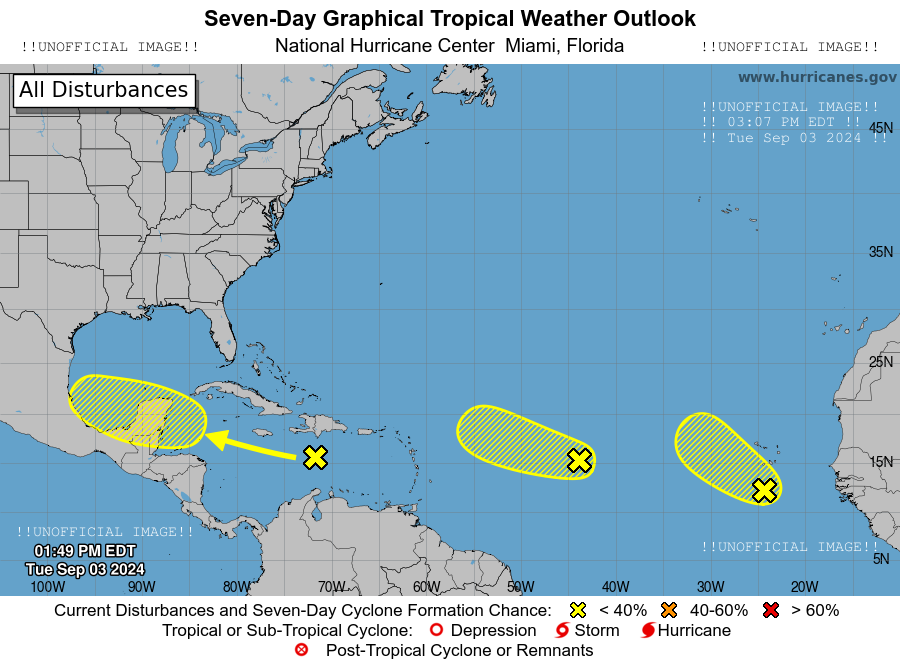 Seven-Day Graphical Tropical Weather Outlook
National Hurricane Center  Miami, Florida
!!UNOFFICIAL IMAGE!!
!!UNOFFICIAL IMAGE!!
All Disturbances
www.hurricanes.gov
!!UNOFFICIAL IMAGE!!
!! 03:07 PM EDT !!
!! Tue Sep 03 2024 !!
45N
35N
25N
15N
5N
!!UNOFFICIAL IMAGE!!
01:49 PM EDT
Tue Sep 03 2024
!!UNOFFICIAL IMAGE!!
100W 90W 80W 70W 60W 50W 40W 30W 20W
Current Disturbances and Seven-Day Cyclone Formation Chance: < 40% 40-60% > 60%
Tropical or Sub-Tropical Cyclone: Depression Storm Hurricane
Post-Tropical Cyclone or Remnants